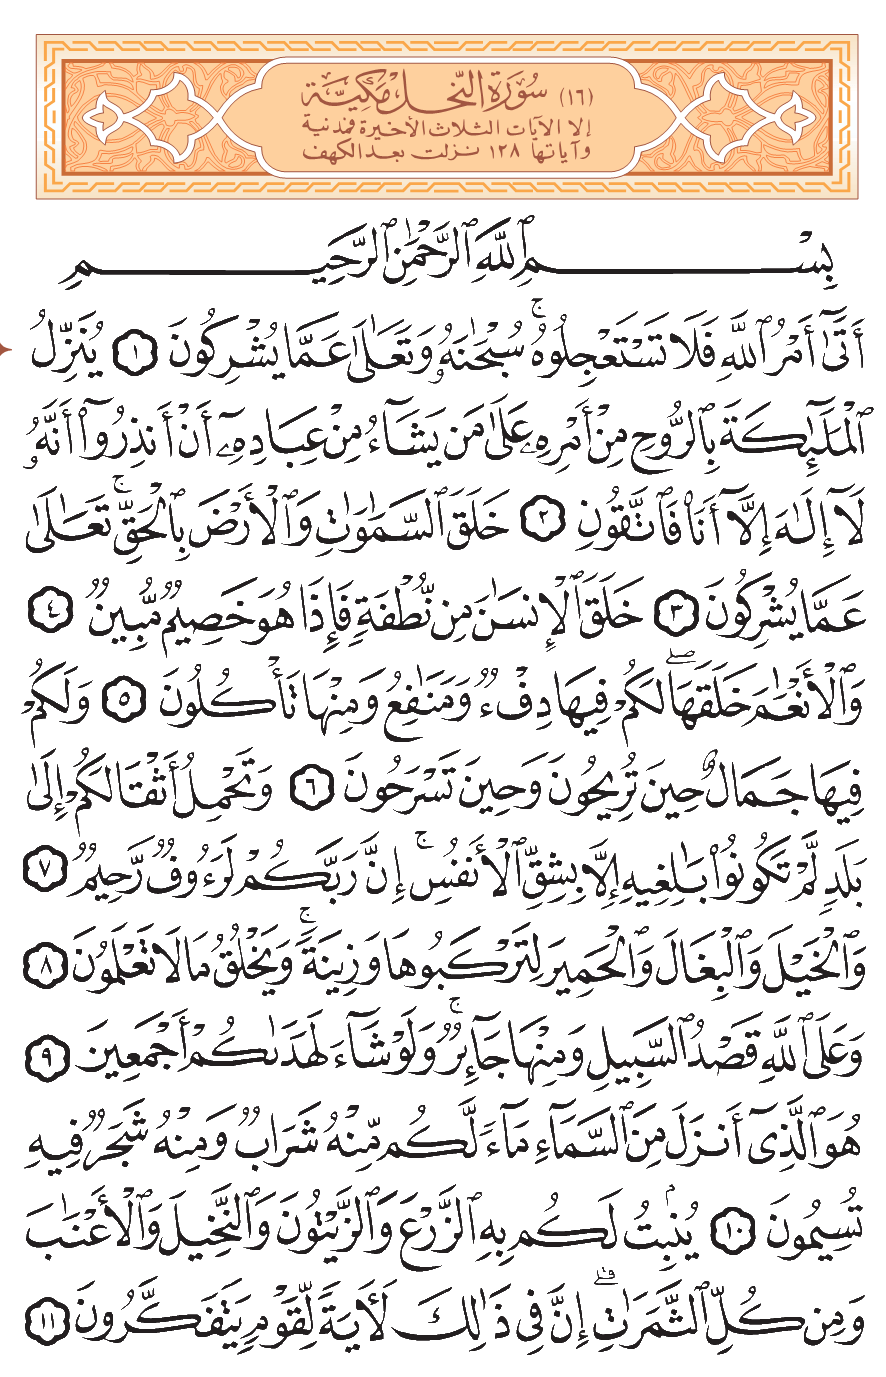 (١٦) سُورَةُ النَّحْلِ مَكِيَّة
إلا الآيات الثلاث الأخيرة فمدنية
وآياتها ١٢٨ نزلت بعد الكهف
بِسْمِ ٱللَّهِ ٱلرَّحْمَٰنِ ٱلرَّحِيمِ
أَتَىٰٓ أَمْرُ ٱللَّهِ فَلَا تَسْتَعْجِلُوهُ ۚ سُبْحَٰنَهُۥ وَتَعَٰلَىٰ عَمَّا يُشْرِكُونَ ١ يُنَزِّلُ
ٱلْمَلَٰٓئِكَةَ بِٱلرُّوحِ مِنْ أَمْرِهِۦ عَلَىٰ مَن يَشَآءُ مِنْ عِبَادِهِۦٓ أَنْ أَنذِرُوٓا۟ أَنَّهُۥ
لَآ إِلَٰهَ إِلَّآ أَنَا۠ فَٱتَّقُونِ ٢ خَلَقَ ٱلسَّمَٰوَٰتِ وَٱلْأَرْضَ بِٱلْحَقِّ ۚ تَعَٰلَىٰ
عَمَّا يُشْرِكُونَ ٣ خَلَقَ ٱلْإِنسَٰنَ مِن نُّطْفَةٍ فَإِذَا هُوَ خَصِيمٌ مُّبِينٌ ٤
وَٱلْأَنْعَٰمَ خَلَقَهَا ۖ لَكُمْ فِيهَا دِفْءٌ وَمَنَٰفِعُ وَمِنْهَا تَأْكُلُونَ ٥ وَلَكُمْ
فِيهَا جَمَالٌ حِينَ تُرِيحُونَ وَحِينَ تَسْرَحُونَ ٦ وَتَحْمِلُ أَثْقَالَكُمْ إِلَىٰ
بَلَدٍ لَّمْ تَكُونُوا۟ بَٰلِغِيهِ إِلَّا بِشِقِّ ٱلْأَنفُسِ ۚ إِنَّ رَبَّكُمْ لَرَءُوفٌ رَّحِيمٌ ٧
وَٱلْخَيْلَ وَٱلْبِغَالَ وَٱلْحَمِيرَ لِتَرْكَبُوهَا وَزِينَةً ۚ وَيَخْلُقُ مَا لَا تَعْلَمُونَ ٨
وَعَلَى ٱللَّهِ قَصْدُ ٱلسَّبِيلِ وَمِنْهَا جَآئِرٌ ۚ وَلَوْ شَآءَ لَهَدَىٰكُمْ أَجْمَعِينَ ٩
هُوَ ٱلَّذِىٓ أَنزَلَ مِنَ ٱلسَّمَآءِ مَآءً لَّكُم مِّنْهُ شَرَابٌ وَمِنْهُ شَجَرٌ فِيهِ
تُسِيمُونَ ١٠ يُنۢبِتُ لَكُم بِهِ ٱلزَّرْعَ وَٱلزَّيْتُونَ وَٱلنَّخِيلَ وَٱلْأَعْنَٰبَ
وَمِن كُلِّ ٱلثَّمَرَٰتِ ۗ إِنَّ فِى ذَٰلِكَ لَءَايَةً لِّقَوْمٍ يَتَفَكَّرُونَ ١١